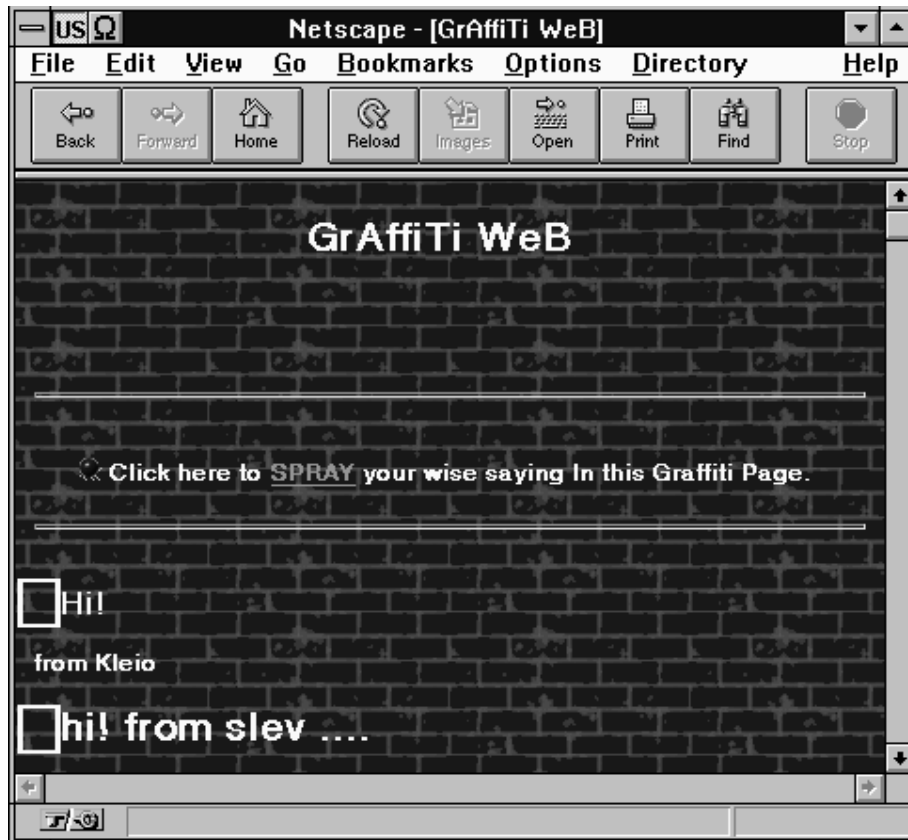 US Ω Netscape - [GrAffiTi WeB]
File Edit View Go Bookmarks Options Directory Help
Back Forward Home Reload Images Open Print Find Stop
GrAffiTi WeB
Click here to SPRAY your wise saying In this Graffiti Page.
Hi!
from Kleio
hi! from slev ....